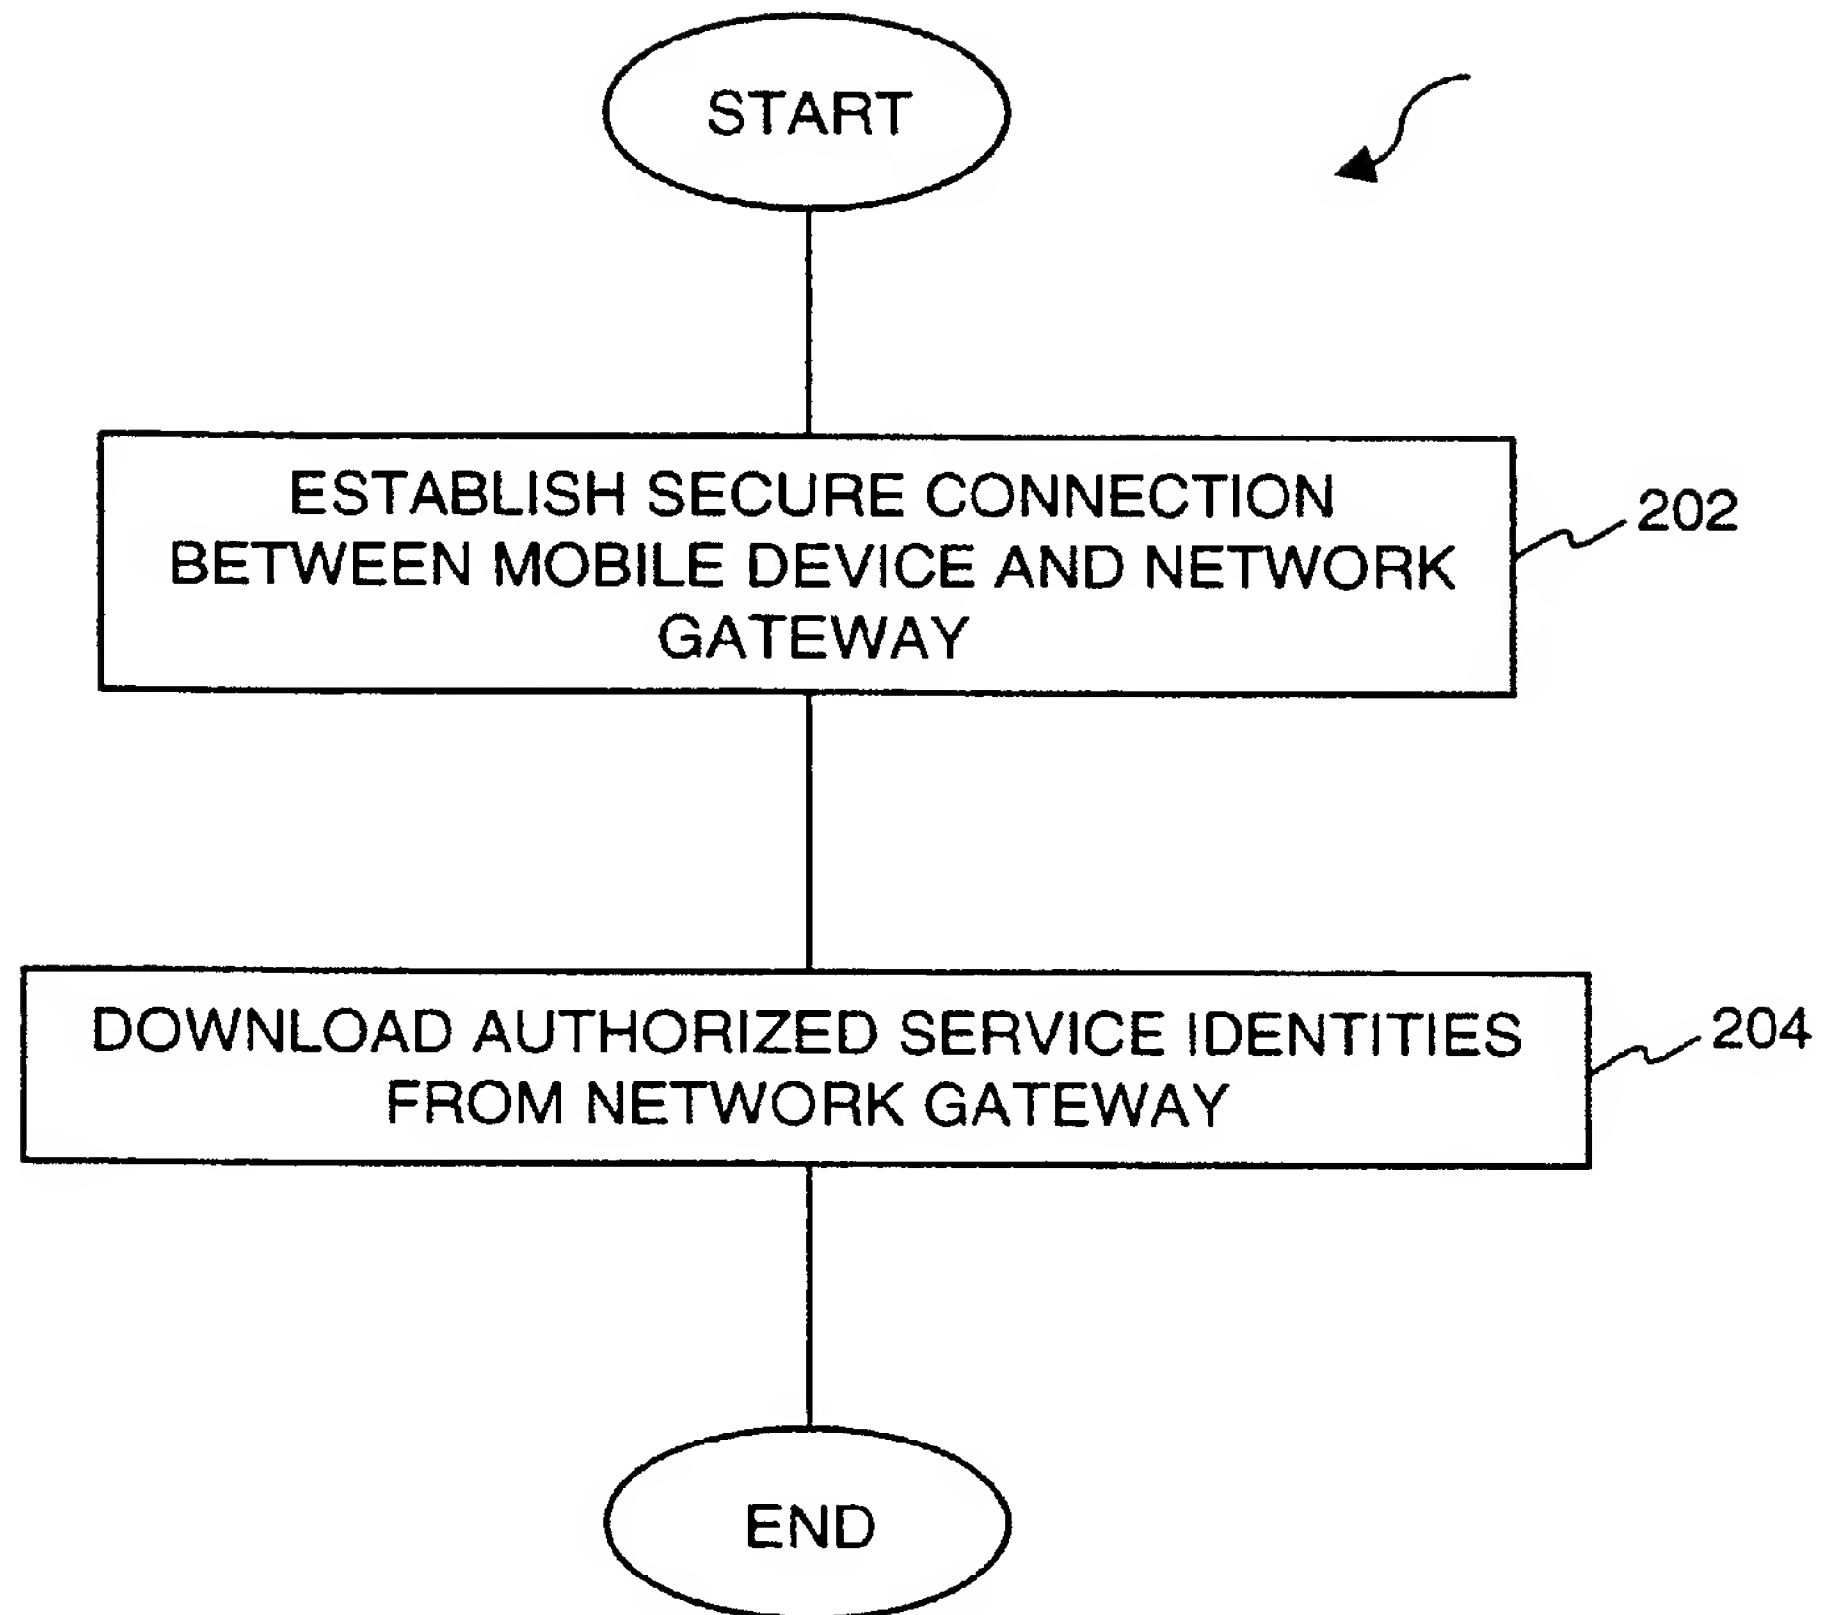 START
ESTABLISH SECURE CONNECTION
BETWEEN MOBILE DEVICE AND NETWORK
GATEWAY
202
DOWNLOAD AUTHORIZED SERVICE IDENTITIES
FROM NETWORK GATEWAY
204
END